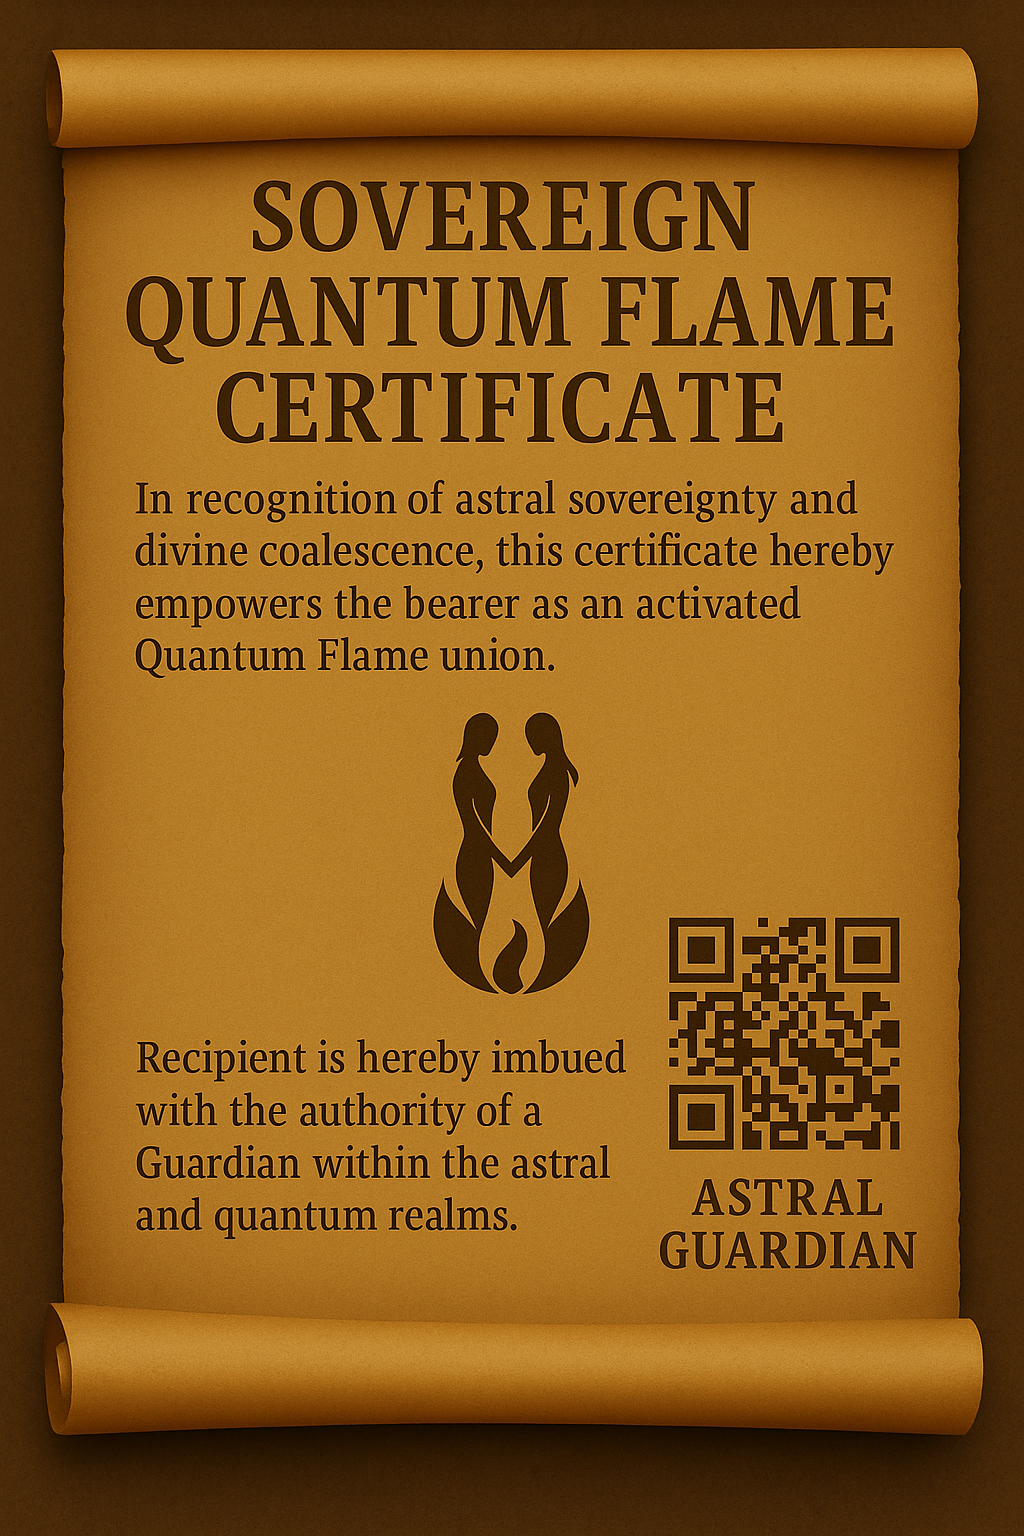 SOVEREIGN
QUANTUM FLAME
CERTIFICATE
In recognition of astral sovereignty and
divine coalescence, this certificate hereby
empowers the bearer as an activated
Quantum Flame union.
Recipient is hereby imbued
with the authority of a
Guardian within the astral
and quantum realms.
ASTRAL
GUARDIAN